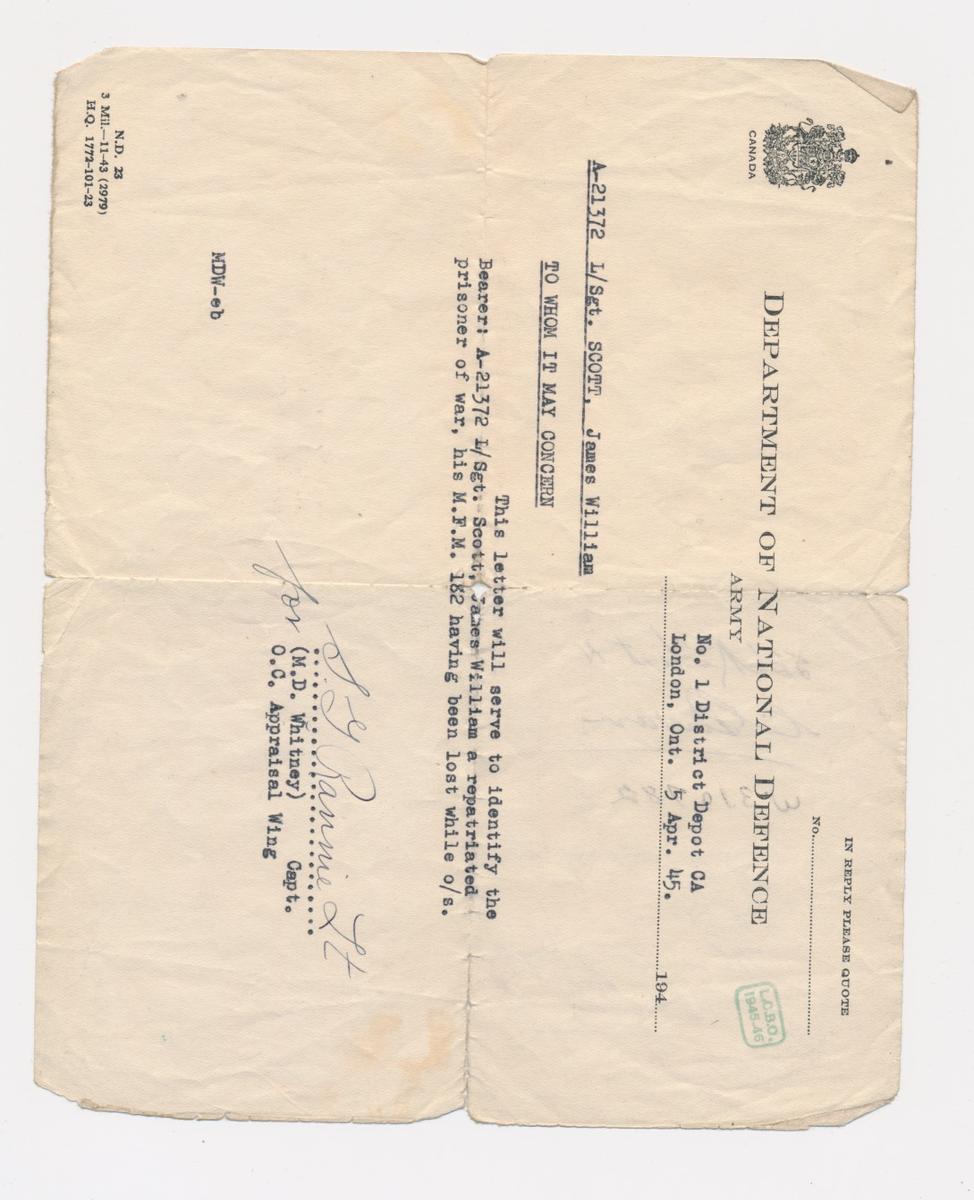 IN REPLY PLEASE QUOTE
No.
CANADA
DEPARTMENT OF NATIONAL DEFENCE
ARMY
L.C.B.O.
1945-46
No. 1 District Depot CA
London, Ont. 5 Apr. 45.
194
A-21372 L/Sgt. SCOTT, James William
TO WHOM IT MAY CONCERN
This letter will serve to identify the
Bearer: A-21372 L/Sgt. Scott, James William a repatriated
prisoner of war, his M.F.M. 182 having been lost while o/s.
Rannie Lt
for (M.D. Whitney) Capt.
O.C. Appraisal Wing
MDW-eb
N.D. 23
3 Mil.—11-43 (2979)
H.Q. 1772-101-23